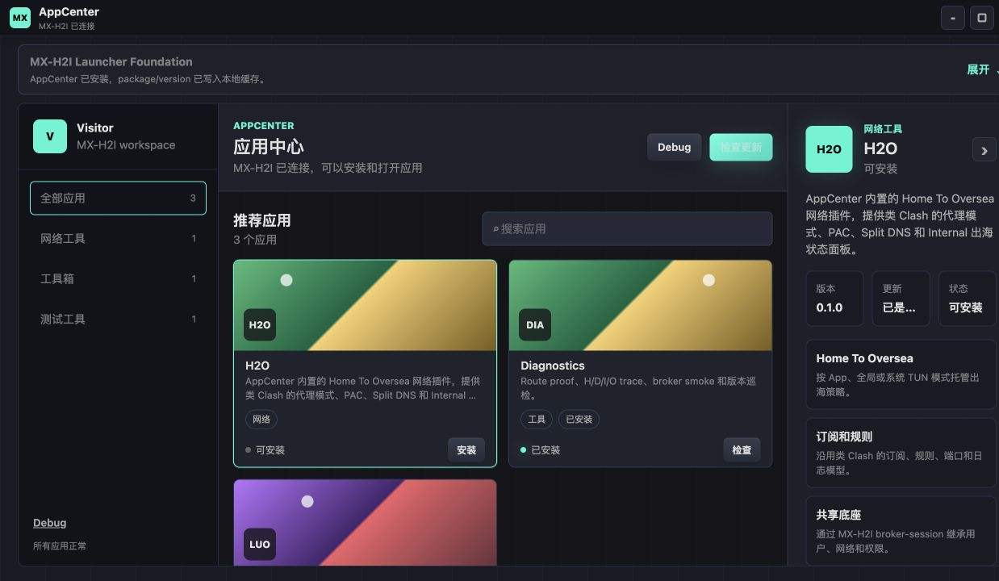 MX
AppCenter
MX-H2I 已连接
-
MX-H2I Launcher Foundation
AppCenter 已安装，package/version 已写入本地缓存。
展开
V
Visitor
MX-H2I workspace
全部应用 3
网络工具 1
工具箱 1
测试工具 1
Debug
所有应用正常
APPCENTER
应用中心
MX-H2I 已连接，可以安装和打开应用
Debug
检查更新
推荐应用
3 个应用
搜索应用
H2O
H2O
AppCenter 内置的 Home To Oversea 网络插件，提供
类 Clash 的代理模式、PAC、Split DNS 和 Internal ...
网络
可安装
安装
DIA
Diagnostics
Route proof、H/D/I/O trace、broker smoke 和版本巡
检。
工具
已安装
已安装
检查
LUO
H2O
网络工具
H2O
可安装
AppCenter 内置的 Home To Oversea
网络插件，提供类 Clash 的代理模
式、PAC、Split DNS 和 Internal 出海
状态面板。
版本
0.1.0
更新
已是...
状态
可安装
Home To Oversea
按 App、全局或系统 TUN 模式托管出
海策略。
订阅和规则
沿用类 Clash 的订阅、规则、端口和日
志模型。
共享底座
通过 MX-H2I broker-session 继承用
户、网络和权限。